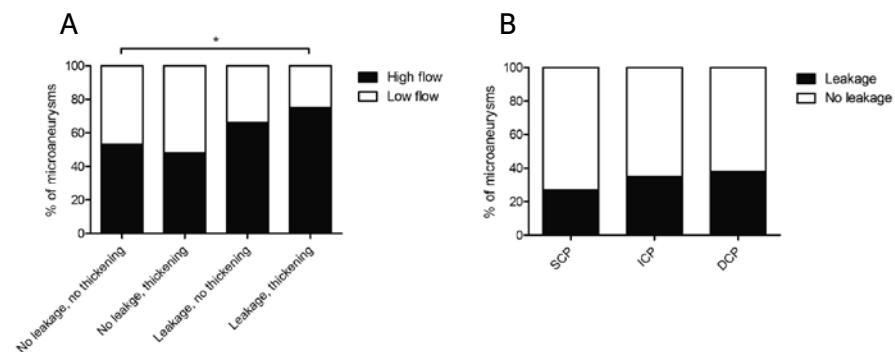 A
*
% of microaneurysms
100
80
60
40
20
0
No leakage, no thickening
No leakage, thickening
Leakage, no thickening
Leakage, thickening
High flow
Low flow
B
% of microaneurysms
100
80
60
40
20
0
SCP
ICP
DCP
Leakage
No leakage